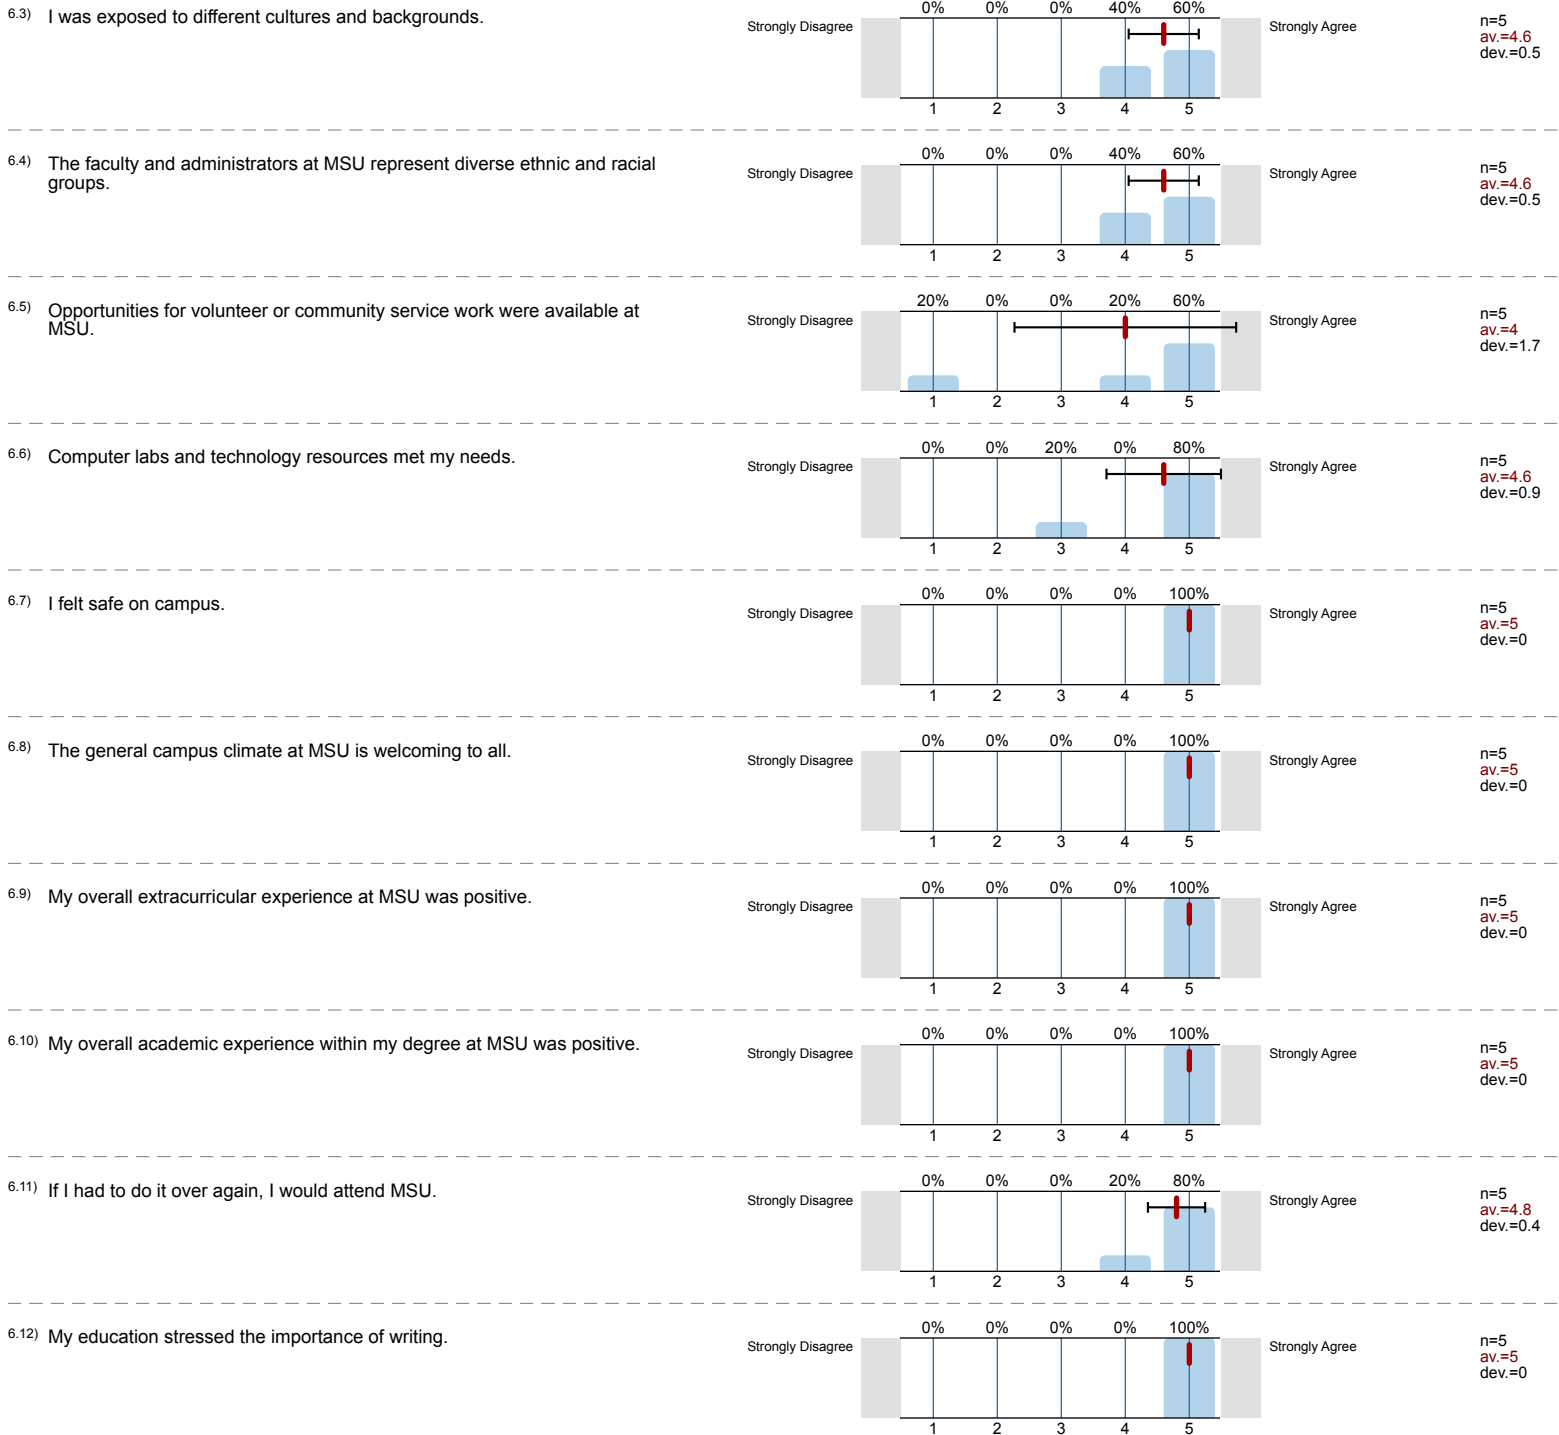 6.3) I was exposed to different cultures and backgrounds.
0% 0% 0% 40% 60%
Strongly Disagree Strongly Agree
n=5
av.=4.6
dev.=0.5
1 2 3 4 5
6.4) The faculty and administrators at MSU represent diverse ethnic and racial
groups.
0% 0% 0% 40% 60%
Strongly Disagree Strongly Agree
n=5
av.=4.6
dev.=0.5
1 2 3 4 5
6.5) Opportunities for volunteer or community service work were available at
MSU.
20% 0% 0% 20% 60%
Strongly Disagree Strongly Agree
n=5
av.=4
dev.=1.7
1 2 3 4 5
6.6) Computer labs and technology resources met my needs.
0% 0% 20% 0% 80%
Strongly Disagree Strongly Agree
n=5
av.=4.6
dev.=0.9
1 2 3 4 5
6.7) I felt safe on campus.
0% 0% 0% 0% 100%
Strongly Disagree Strongly Agree
n=5
av.=5
dev.=0
1 2 3 4 5
6.8) The general campus climate at MSU is welcoming to all.
0% 0% 0% 0% 100%
Strongly Disagree Strongly Agree
n=5
av.=5
dev.=0
1 2 3 4 5
6.9) My overall extracurricular experience at MSU was positive.
0% 0% 0% 0% 100%
Strongly Disagree Strongly Agree
n=5
av.=5
dev.=0
1 2 3 4 5
6.10) My overall academic experience within my degree at MSU was positive.
0% 0% 0% 0% 100%
Strongly Disagree Strongly Agree
n=5
av.=5
dev.=0
1 2 3 4 5
6.11) If I had to do it over again, I would attend MSU.
0% 0% 0% 20% 80%
Strongly Disagree Strongly Agree
n=5
av.=4.8
dev.=0.4
1 2 3 4 5
6.12) My education stressed the importance of writing.
0% 0% 0% 0% 100%
Strongly Disagree Strongly Agree
n=5
av.=5
dev.=0
1 2 3 4 5